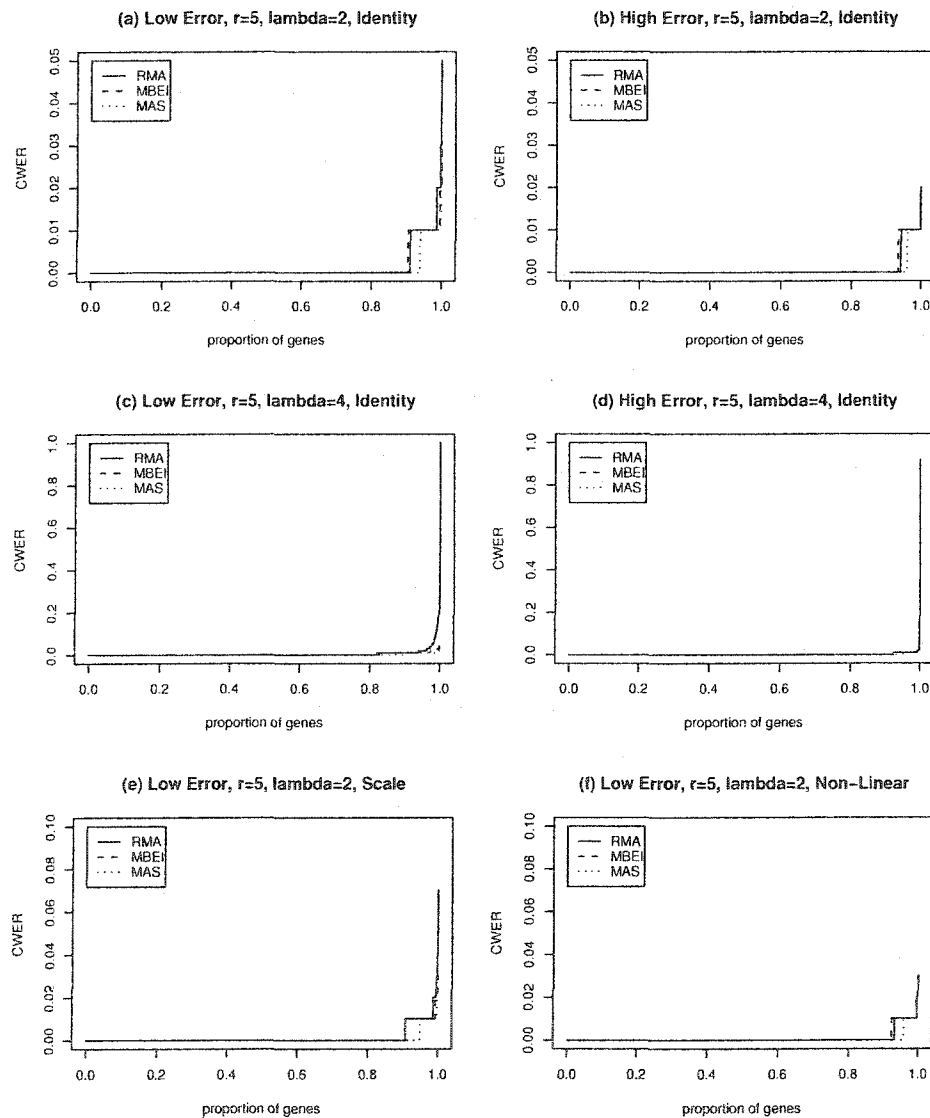 (a) Low Error, r=5, lambda=2, Identity
CWER
0.00 0.01 0.02 0.03 0.04 0.05
RMA
MBEI
MAS
0.0 0.2 0.4 0.6 0.8 1.0
proportion of genes
(b) High Error, r=5, lambda=2, Identity
CWER
0.00 0.01 0.02 0.03 0.04 0.05
RMA
MBEI
MAS
0.0 0.2 0.4 0.6 0.8 1.0
proportion of genes
(c) Low Error, r=5, lambda=4, Identity
CWER
0.0 0.2 0.4 0.6 0.8 1.0
RMA
MBEI
MAS
0.0 0.2 0.4 0.6 0.8 1.0
proportion of genes
(d) High Error, r=5, lambda=4, Identity
CWER
0.0 0.2 0.4 0.6 0.8 1.0
RMA
MBEI
MAS
0.0 0.2 0.4 0.6 0.8 1.0
proportion of genes
(e) Low Error, r=5, lambda=2, Scale
CWER
0.00 0.02 0.04 0.06 0.08 0.10
RMA
MBEI
MAS
0.0 0.2 0.4 0.6 0.8 1.0
proportion of genes
(f) Low Error, r=5, lambda=2, Non-Linear
CWER
0.00 0.02 0.04 0.06 0.08 0.10
RMA
MBEI
MAS
0.0 0.2 0.4 0.6 0.8 1.0
proportion of genes